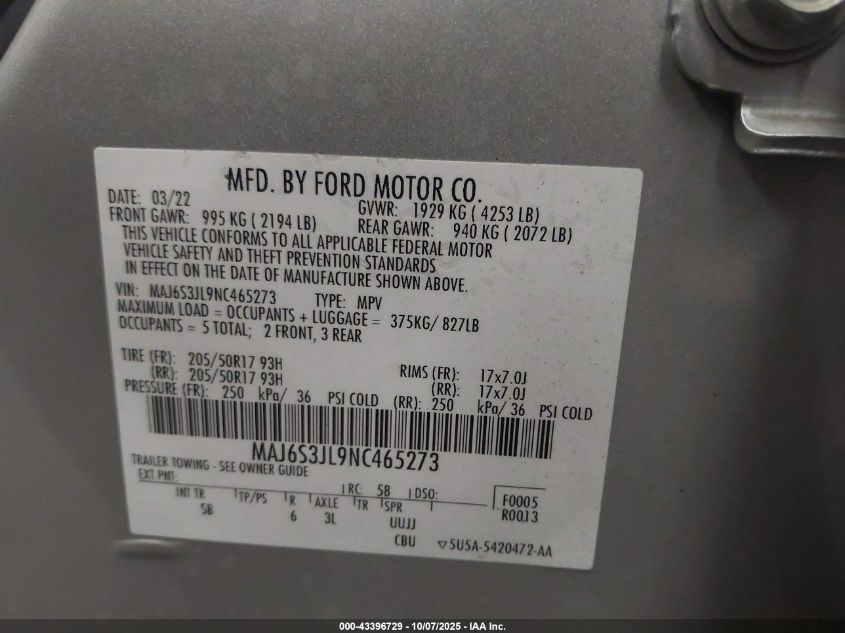 MFD. BY FORD MOTOR CO.
DATE: 03/22 GVWR: 1929 KG ( 4253 LB)
FRONT GAWR: 995 KG ( 2194 LB) REAR GAWR: 940 KG ( 2072 LB)
THIS VEHICLE CONFORMS TO ALL APPLICABLE FEDERAL MOTOR
VEHICLE SAFETY AND THEFT PREVENTION STANDARDS
IN EFFECT ON THE DATE OF MANUFACTURE SHOWN ABOVE.
VIN: MAJ6S3JL9NC465273 TYPE: MPV
MAXIMUM LOAD = OCCUPANTS + LUGGAGE = 375KG/ 827LB
OCCUPANTS = 5 TOTAL; 2 FRONT, 3 REAR
TIRE (FR): 205/50R17 93H RIMS (FR): 17x7.0J
(RR): 205/50R17 93H (RR): 17x7.0J
PRESSURE (FR): 250 kPa/ 36 PSI COLD (RR): 250 kPa/ 36 PSI COLD
MAJ6S3JL9NC465273
TRAILER TOWING - SEE OWNER GUIDE
EXT PNT: RC: 58 DSO: F0005
R0013
INT TR TP/PS R AXLE TR SPR
5B 6 3L UUJJ
CBU ▽5U5A-5420472-AA
000-43396729 - 10/07/2025 - IAA Inc.